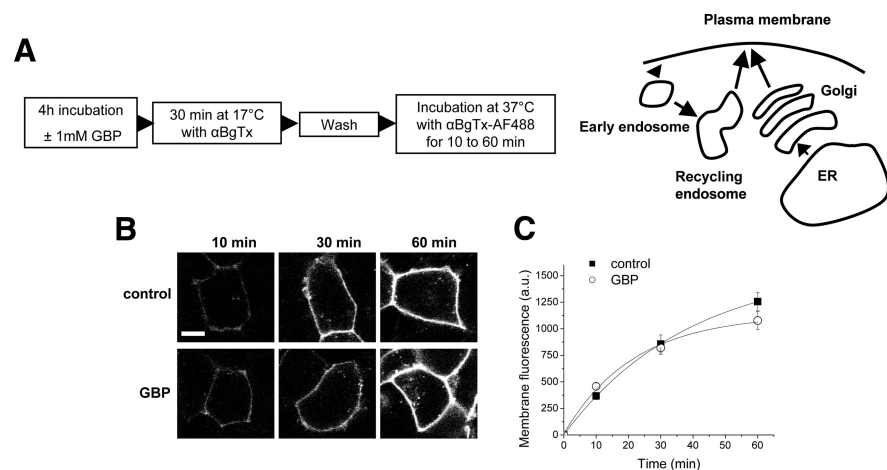 A
4h incubation
± 1mM GBP
30 min at 17°C
with αBgTx
Wash
Incubation at 37°C
with αBgTx-AF488
for 10 to 60 min
Plasma membrane
Golgi
Early endosome
Recycling
endosome
ER
B
10 min
30 min
60 min
control
GBP
C
control
GBP
Membrane fluorescence (a.u.)
1500
1250
1000
750
500
250
0
0
10
20
30
40
50
60
Time (min)